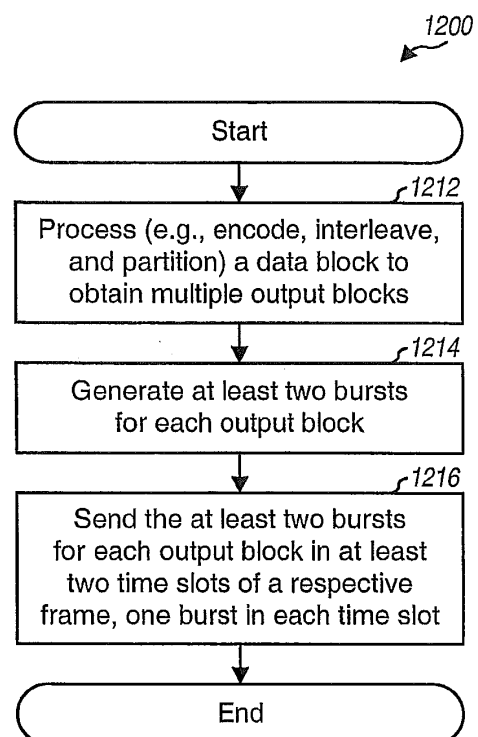 1200
Start
1212
Process (e.g., encode, interleave,
and partition) a data block to
obtain multiple output blocks
1214
Generate at least two bursts
for each output block
1216
Send the at least two bursts
for each output block in at least
two time slots of a respective
frame, one burst in each time slot
End